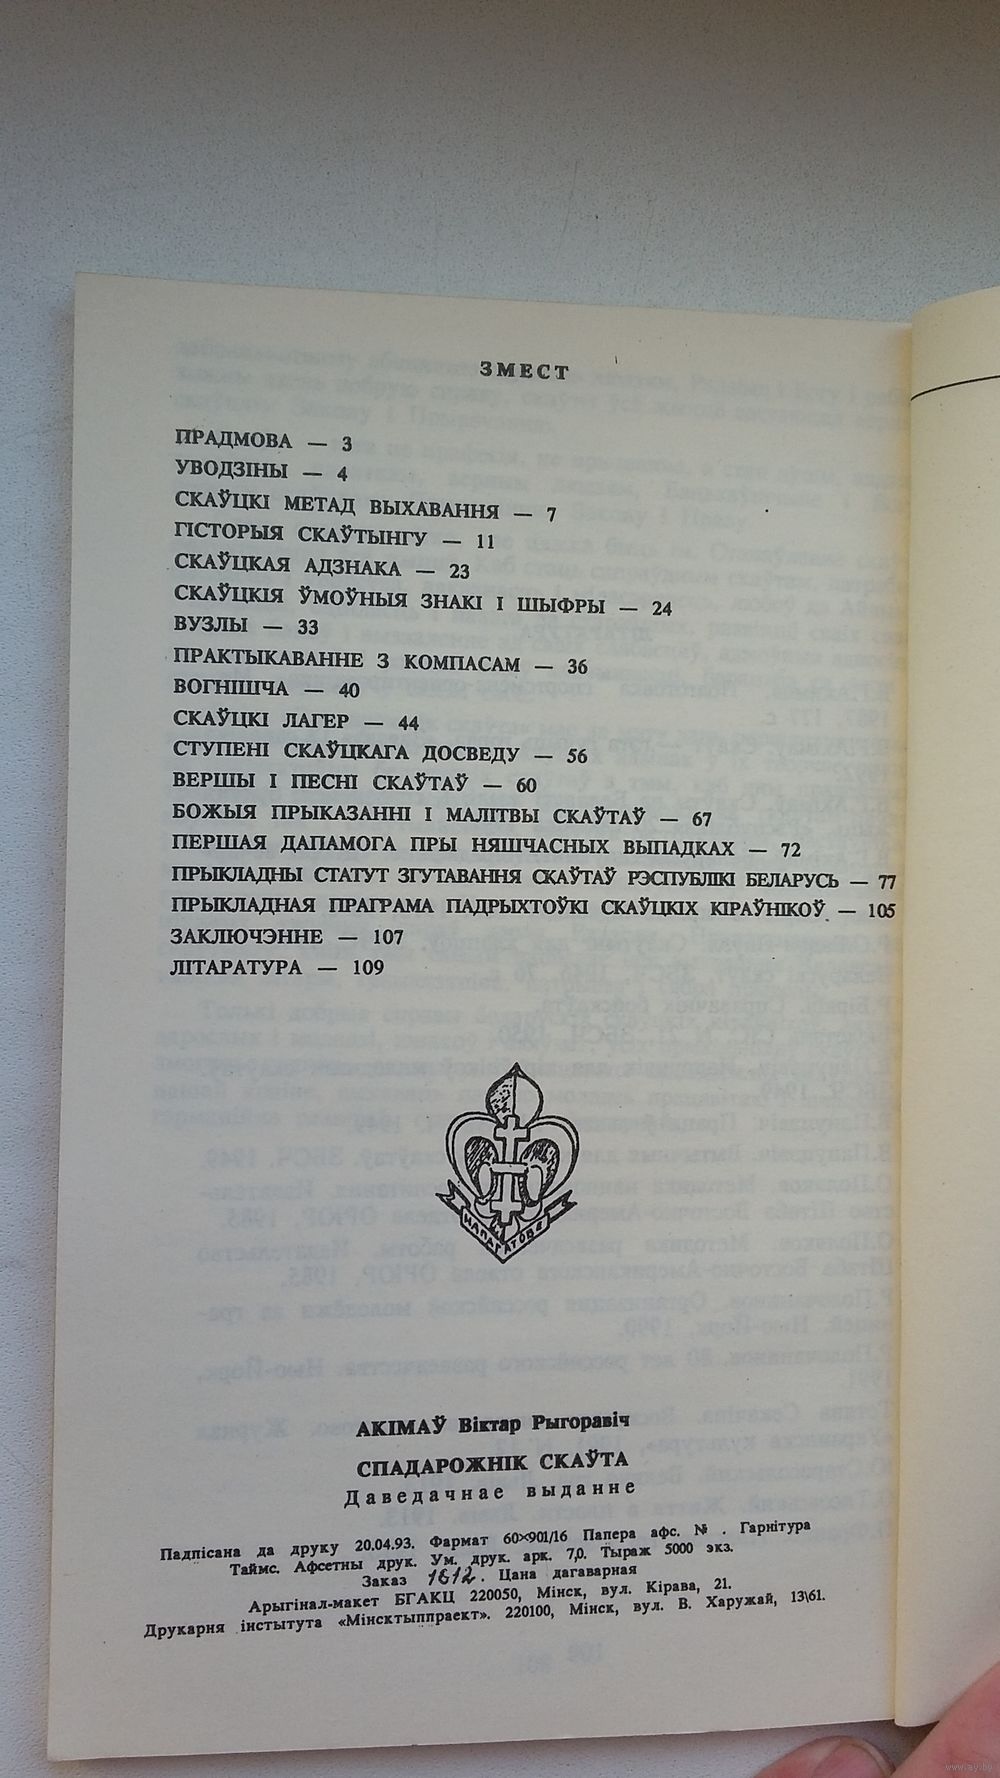 ЗМЕСТ
ПРАДМОВА — 3
УВОДЗІНЫ — 4
СКАЎЦКІ МЕТАД ВЫХАВАННЯ — 7
ГІСТОРЫЯ СКАЎТЫНГУ — 11
СКАЎЦКАЯ АДЗНАКА — 23
СКАЎЦКІЯ ЎМОЎНЫЯ ЗНАКІ І ШЫФРЫ — 24
ВУЗЛЫ — 33
ПРАКТЫКАВАННЕ З КОМПАСАМ — 36
ВОГНІШЧА — 40
СКАЎЦКІ ЛАГЕР — 44
СТУПЕНІ СКАЎЦКАГА ДОСВЕДУ — 56
ВЕРШЫ І ПЕСНІ СКАЎТАЎ — 60
БОЖЫЯ ПРЫКАЗАННІ І МАЛІТВЫ СКАЎТАЎ — 67
ПЕРШАЯ ДАПАМОГА ПРЫ НЯШЧАСНЫХ ВЫПАДКАХ — 72
ПРЫКЛАДНЫ СТАТУТ ЗГУТАВАННЯ СКАЎТАЎ РЭСПУБЛІКІ БЕЛАРУСЬ — 77
ПРЫКЛАДНАЯ ПРАГРАМА ПАДРЫХТОЎКІ СКАЎЦКІХ КІРАЎНІКОЎ — 105
ЗАКЛЮЧЭННЕ — 107
ЛІТАРАТУРА — 109
НАПАГАТОВЕ
АКІМАЎ Віктар Рыгоравіч
СПАДАРОЖНІК СКАЎТА
Даведачнае выданне
Падпісана да друку 20.04.93. Фармат 60×901/16 Папера афс. № . Гарнітура
Таймс. Афсетны друк. Ум. друк. арк. 7,0. Тыраж 5000 экз.
Заказ 1612. Цана дагаварная
Арыгінал-макет БГАКЦ 220050, Мінск, вул. Кірава, 21.
Друкарня інстытута «Мінсктыппраект». 220100, Мінск, вул. В. Харужай, 13\61.
www.ay.by